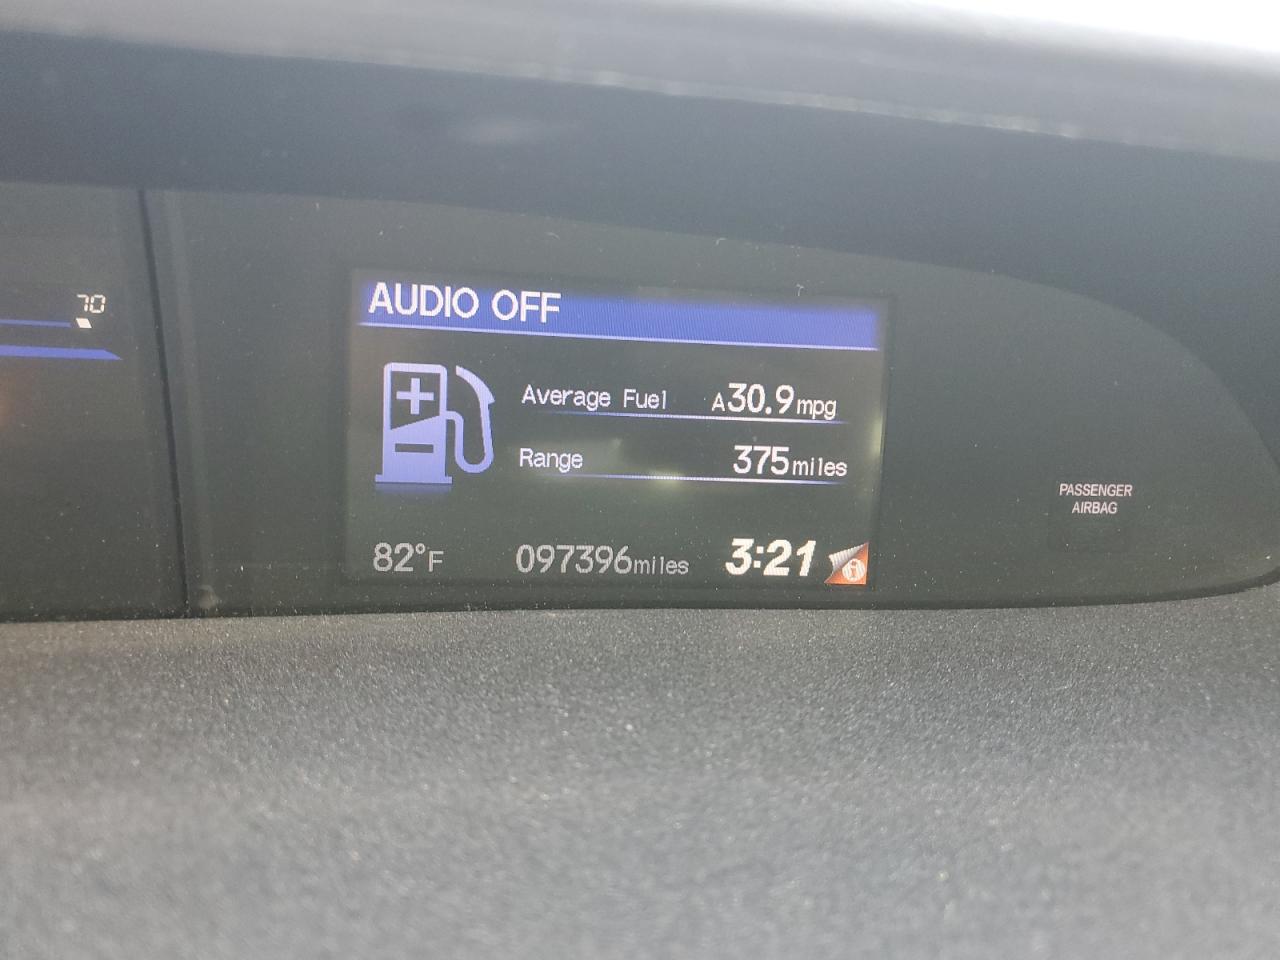 70
AUDIO OFF
Average Fuel A30.9mpg
Range 375miles
82°F 097396miles 3:21
PASSENGER
AIRBAG